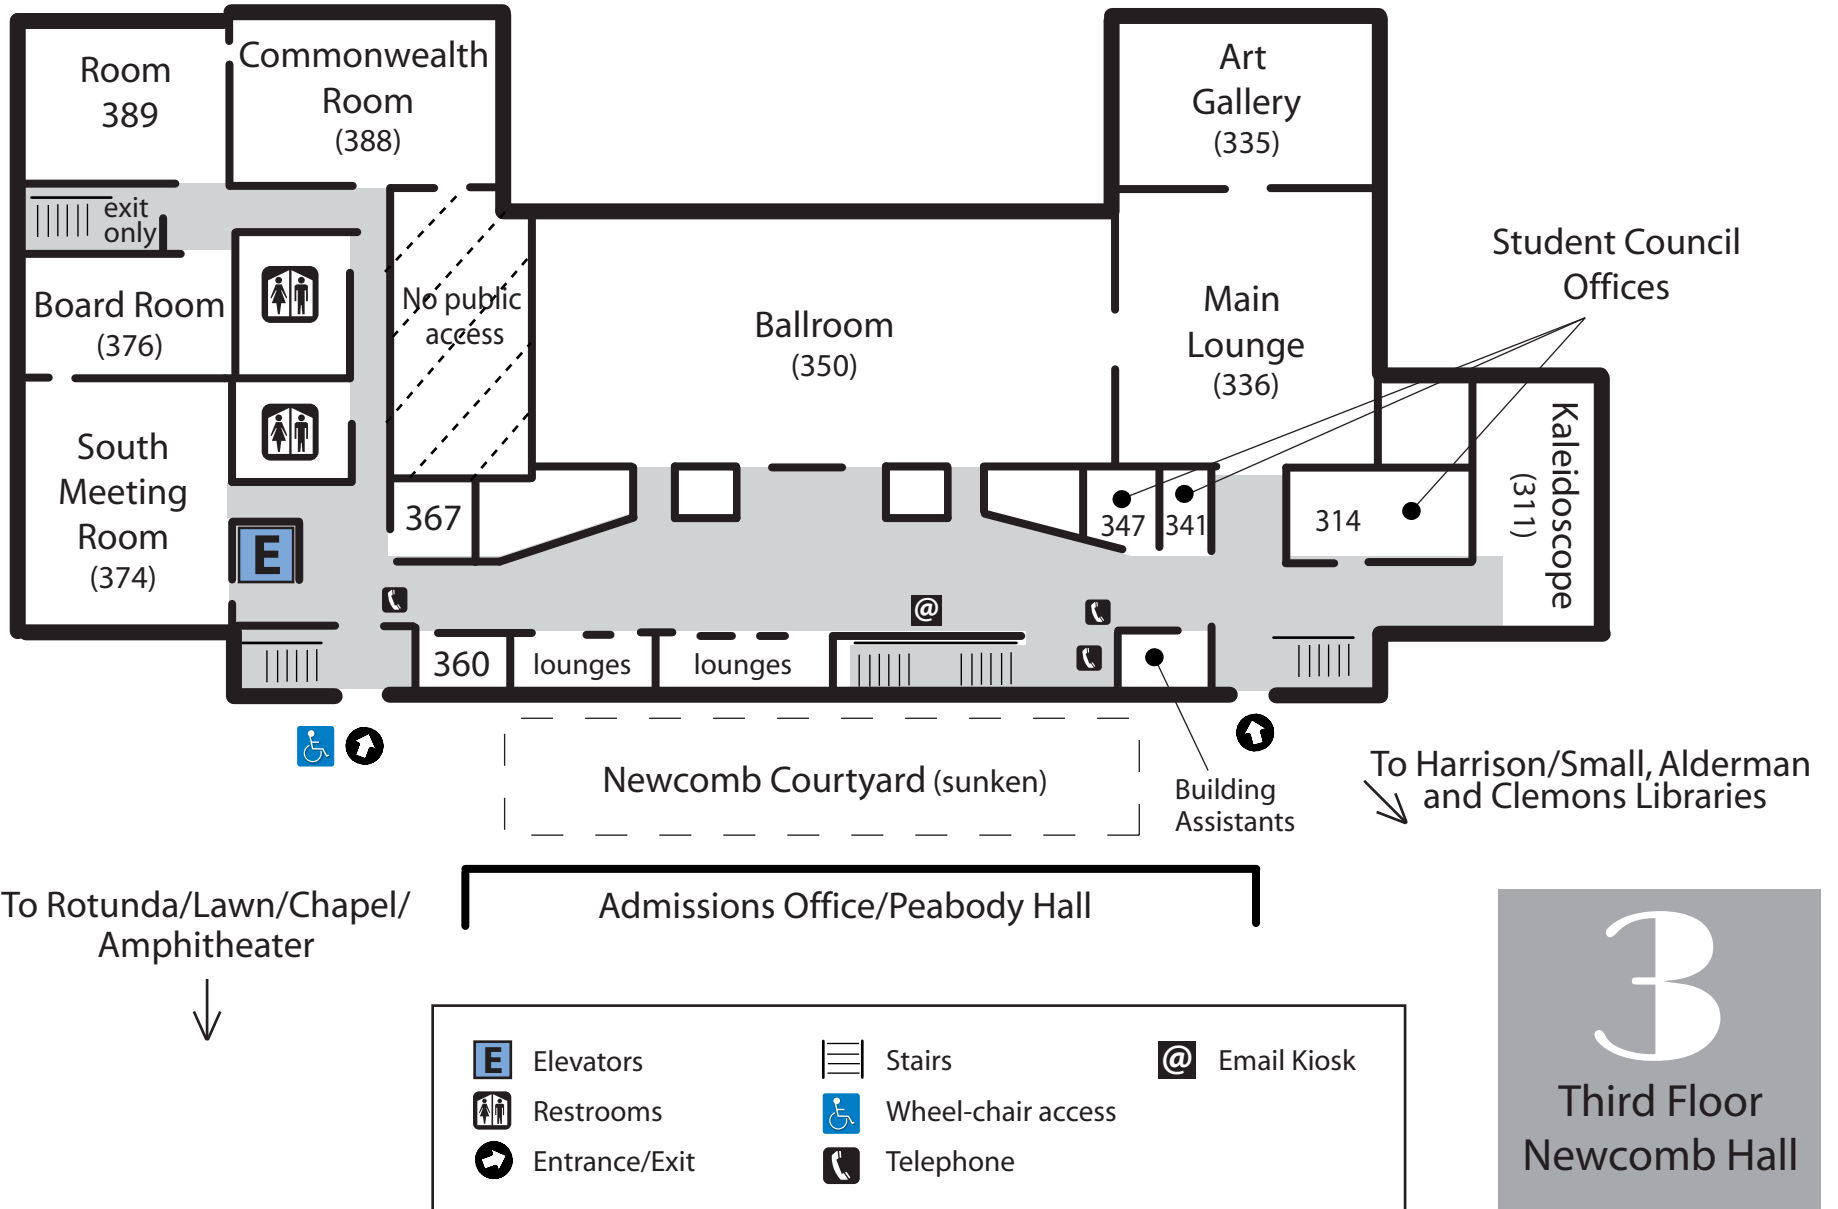 Room
389
Commonwealth
Room
(388)
Art
Gallery
(335)
exit
only
Student Council
Offices
Board Room
(376)
No public
access
Ballroom
(350)
Main
Lounge
(336)
South
Meeting
Room
(374)
Kaleidoscope
(311)
367
347
341
314
E
@
360
lounges
lounges
Newcomb Courtyard (sunken)
Building
Assistants
To Harrison/Small, Alderman
and Clemons Libraries
To Rotunda/Lawn/Chapel/
Amphitheater
Admissions Office/Peabody Hall
E Elevators
Restrooms
Entrance/Exit
Stairs
Wheel-chair access
Telephone
@ Email Kiosk
3
Third Floor
Newcomb Hall